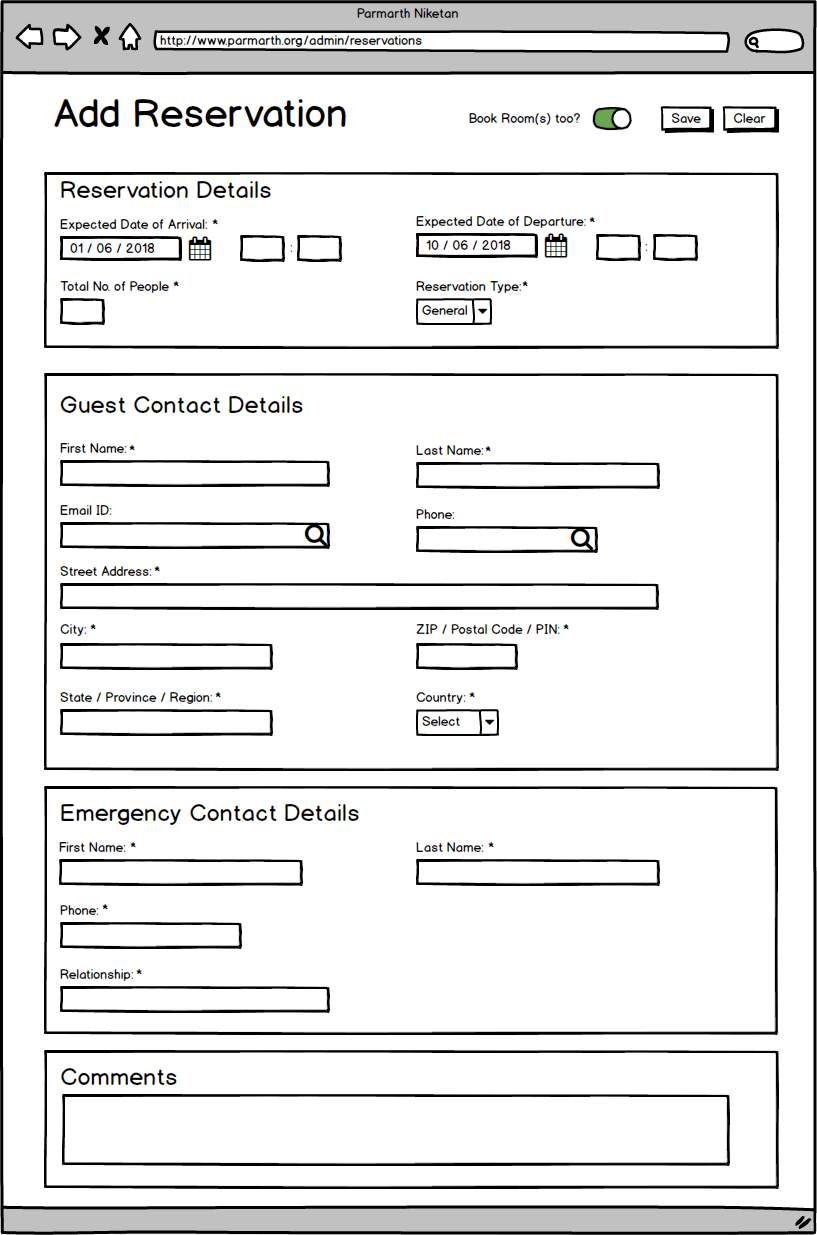 Parmarth Niketan
http://www.parmarth.org/admin/reservations
Add Reservation
Book Room(s) too?
Save
Clear
Reservation Details
Expected Date of Arrival: *
Expected Date of Departure: *
01 / 06 / 2018
:
10 / 06 / 2018
:
Total No. of People *
Reservation Type:*
General
Guest Contact Details
First Name: *
Last Name: *
Email ID:
Phone:
Street Address: *
City: *
ZIP / Postal Code / PIN: *
State / Province / Region: *
Country: *
Select
Emergency Contact Details
First Name: *
Last Name: *
Phone: *
Relationship: *
Comments